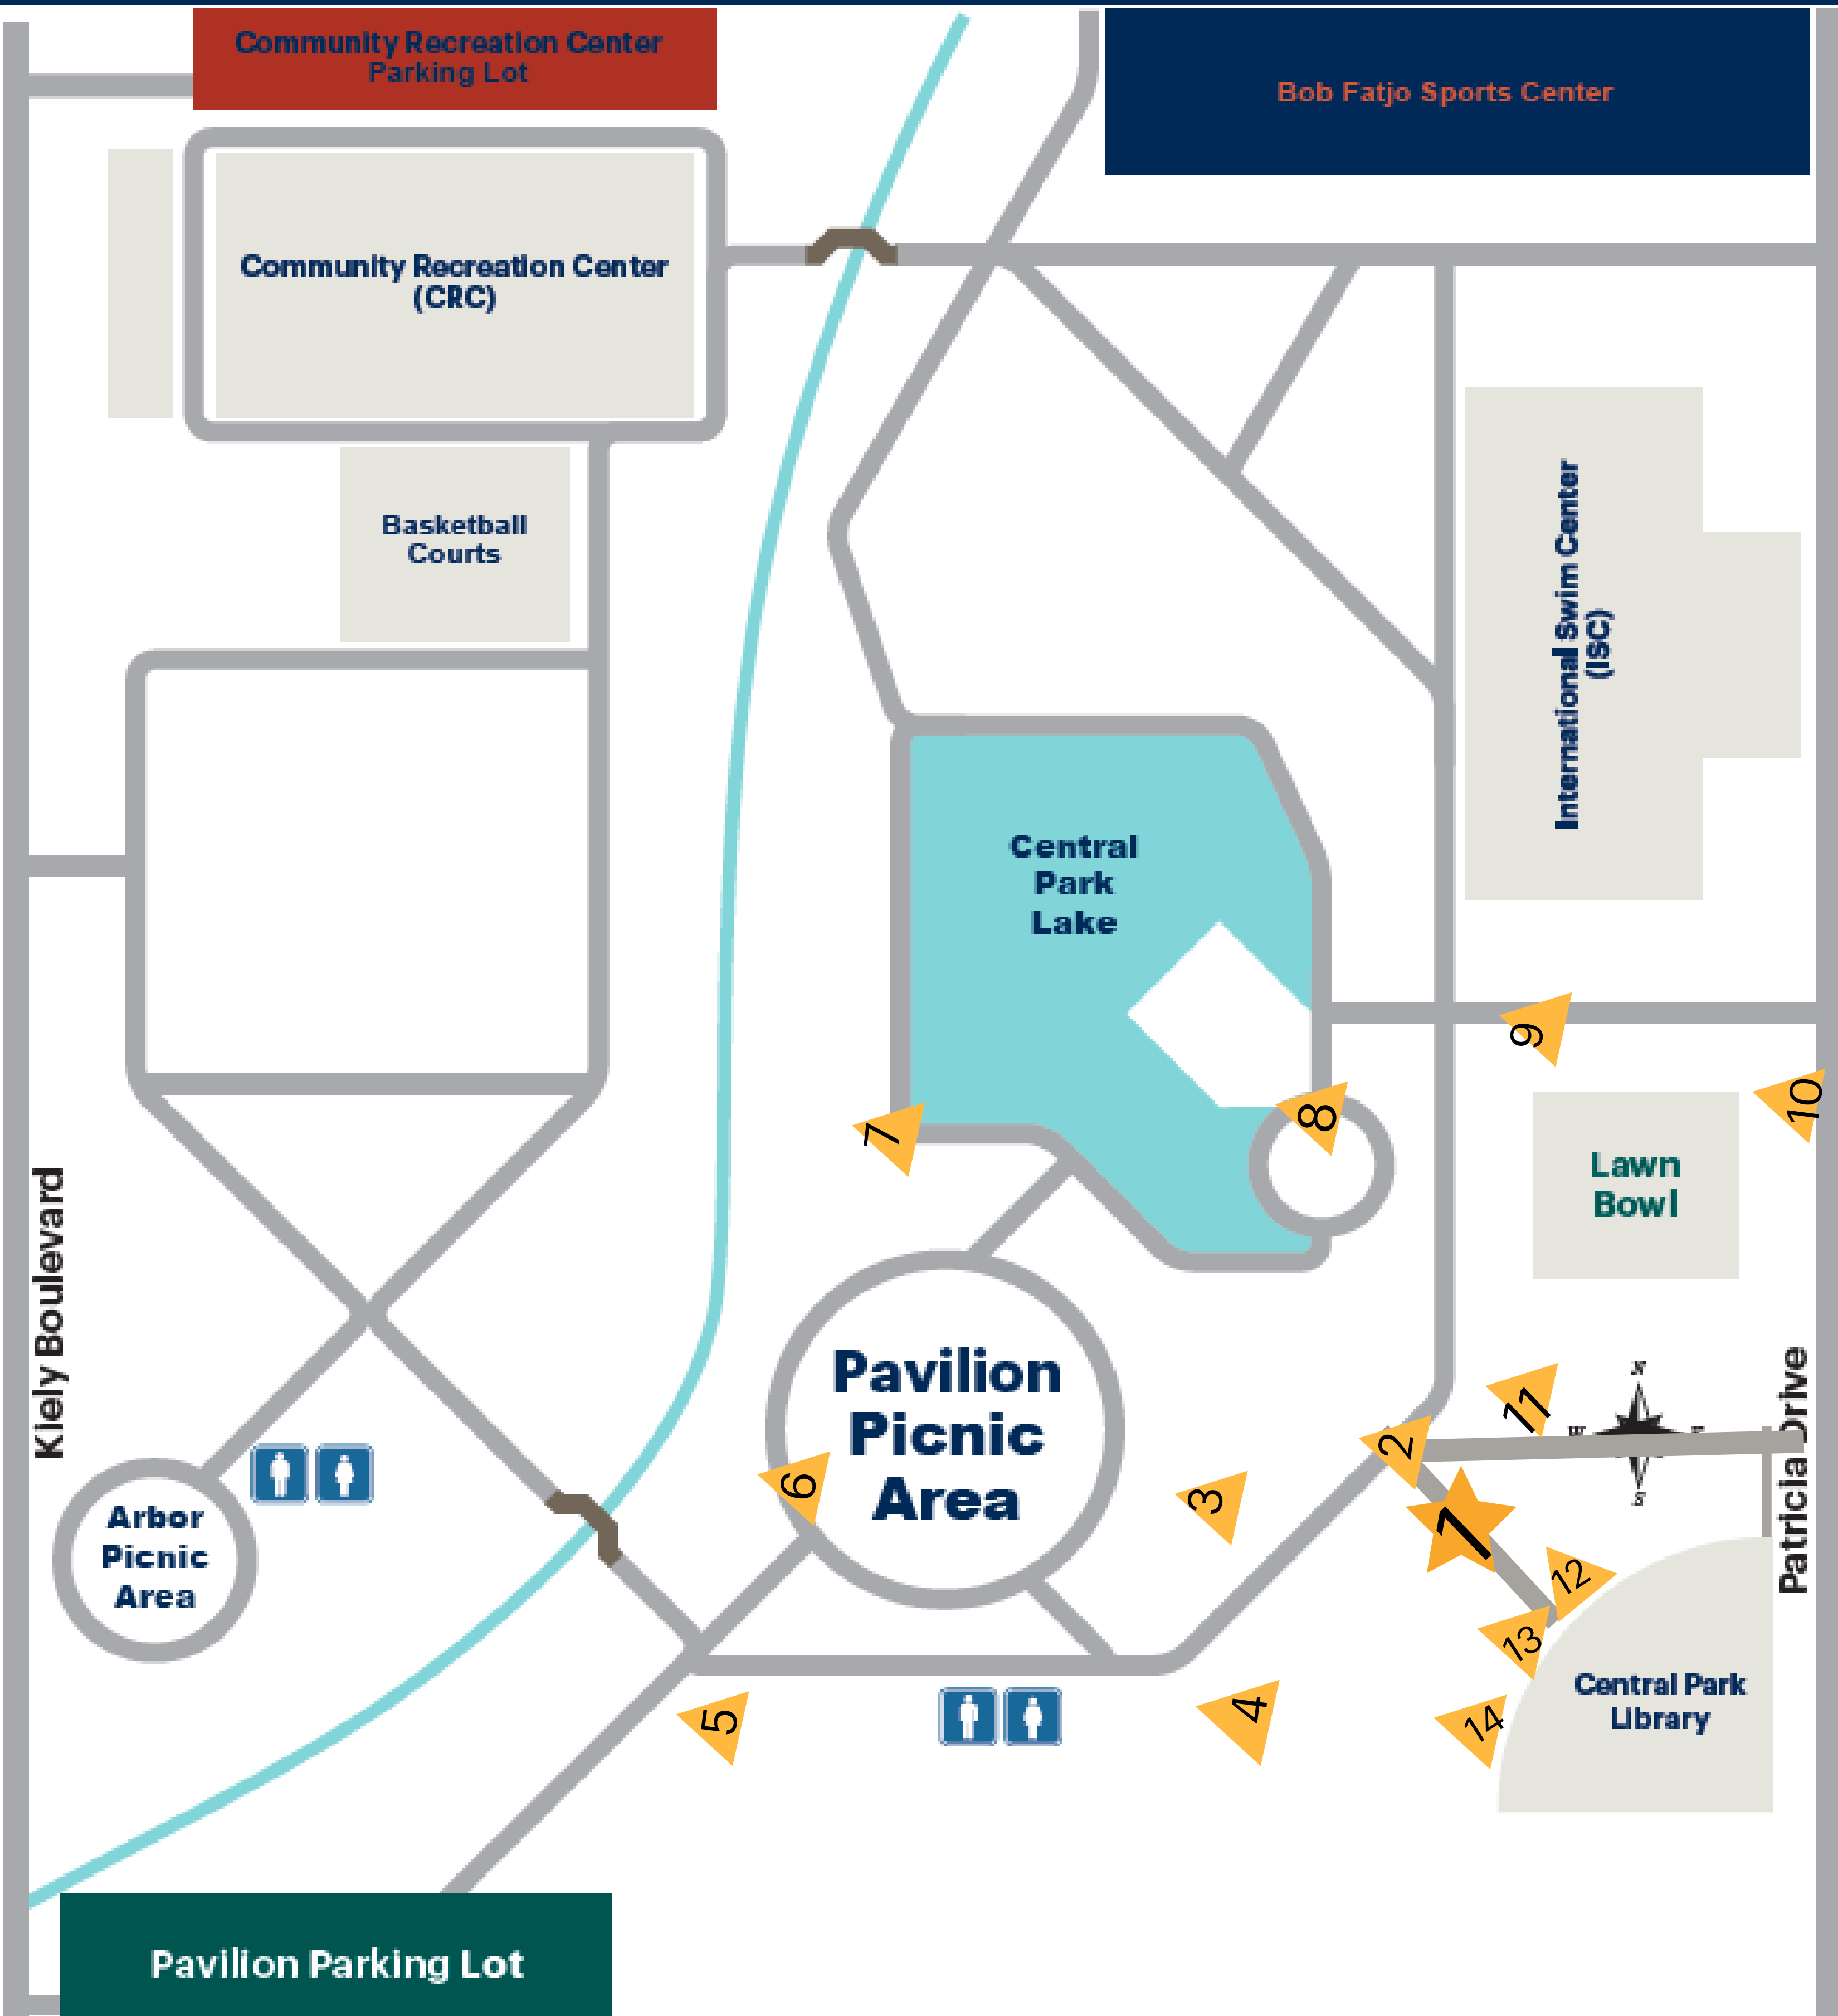 Community Recreation Center
Parking Lot
Bob Fatjo Sports Center
Community Recreation Center
(CRC)
Basketball
Courts
International Swim Center
(ISC)
Central
Park
Lake
9
10
7
8
Lawn
Bowl
Kiely Boulevard
Pavilion
Picnic
Area
6
3
2
11
N
W
E
S
Patricia Drive
1
Arbor
Picnic
Area
12
13
14
Central Park
Library
5
4
Pavilion Parking Lot